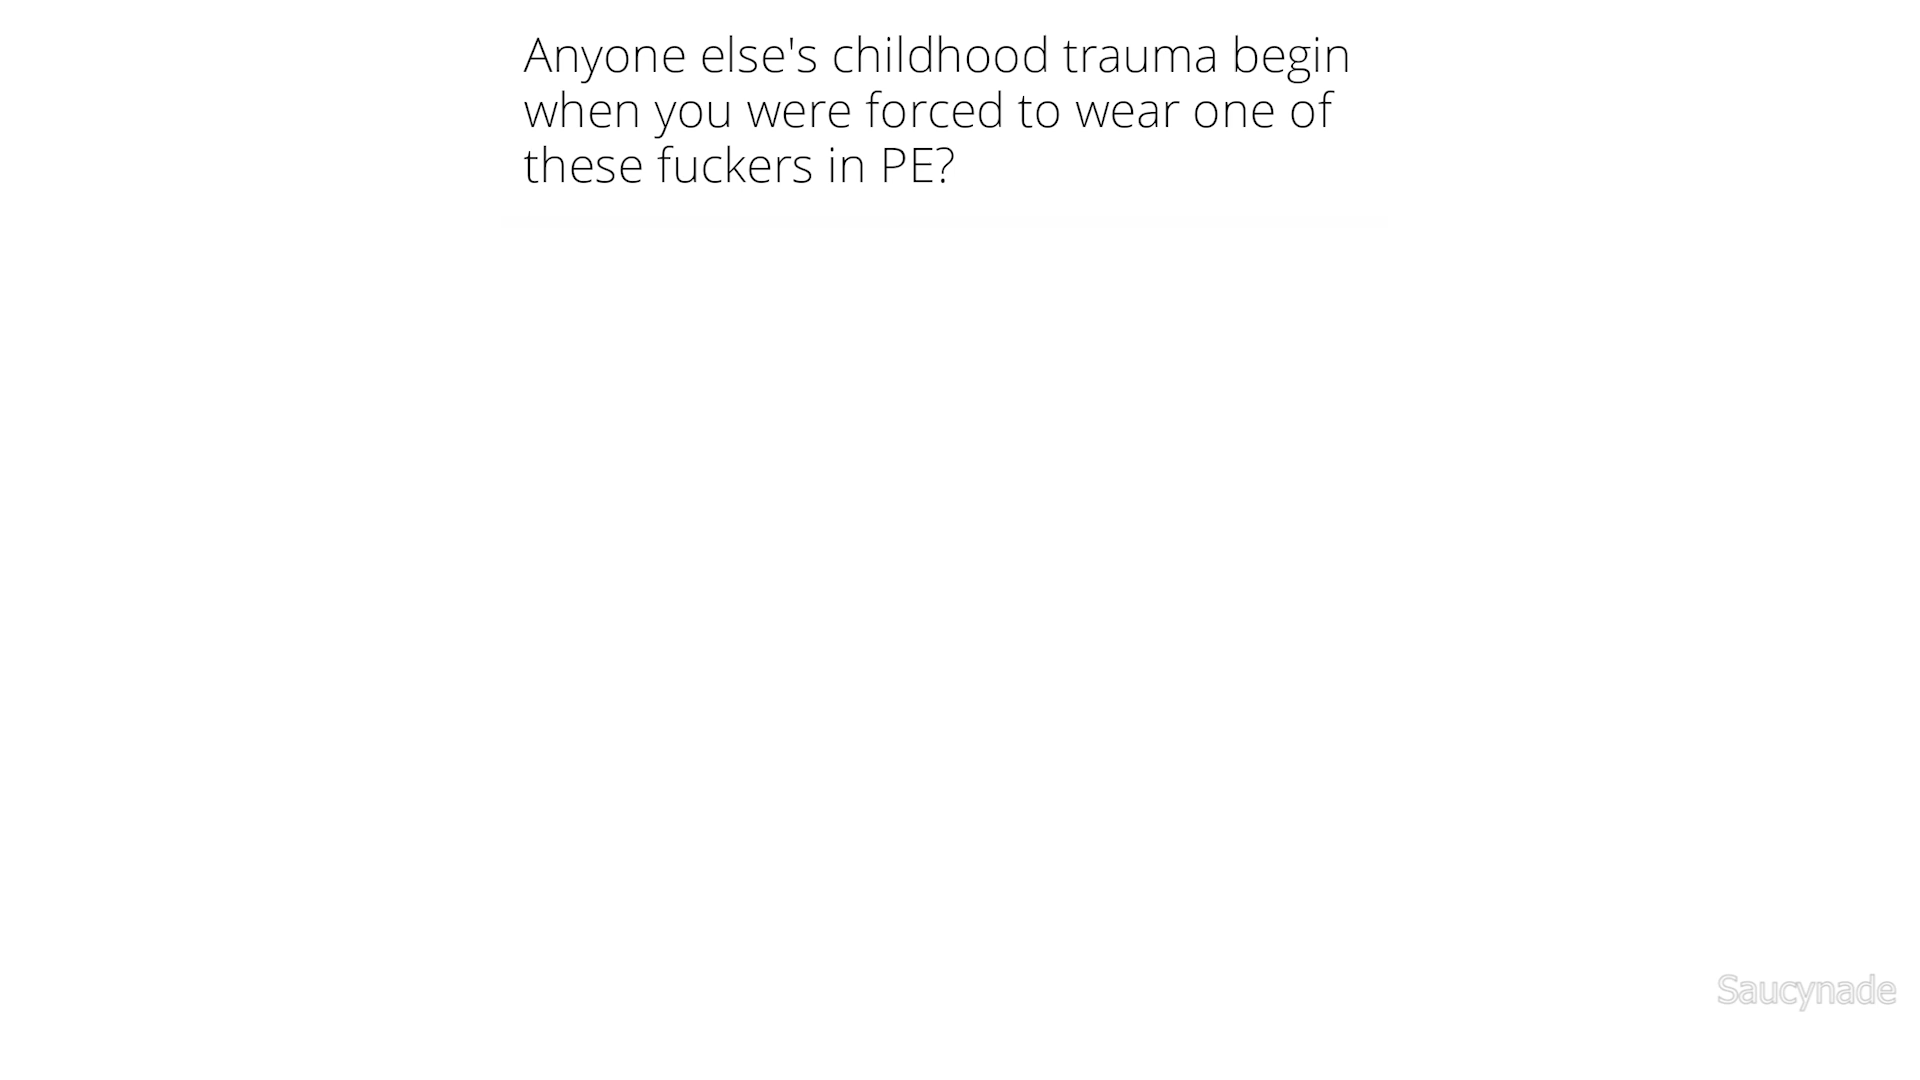 Anyone else's childhood trauma begin
when you were forced to wear one of
these fuckers in PE?
Saucynade